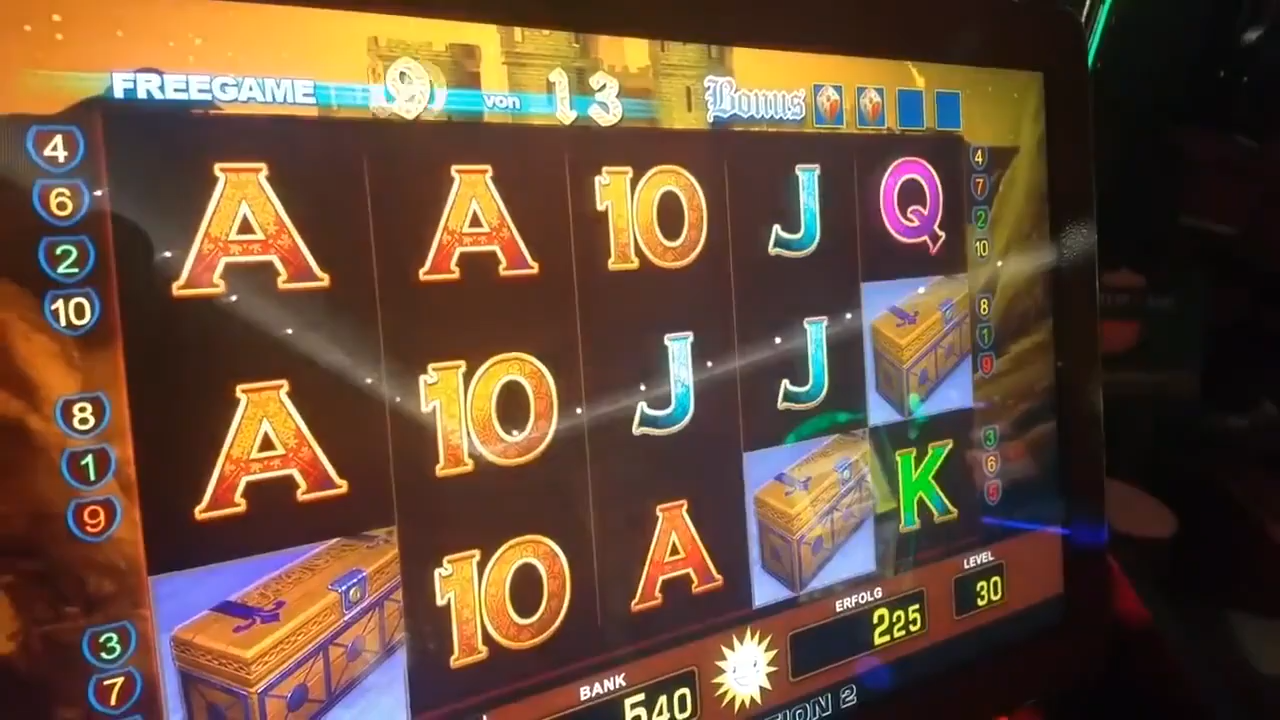 FREEGAME 9 von 13 Bonus
4 A A 10 J Q 4
6 7
2 2
10 10
8 A 10 J J 8
1 1
9 9
3 10 A K 3
7 6
5
BANK 540 ERFOLG 225 LEVEL 30